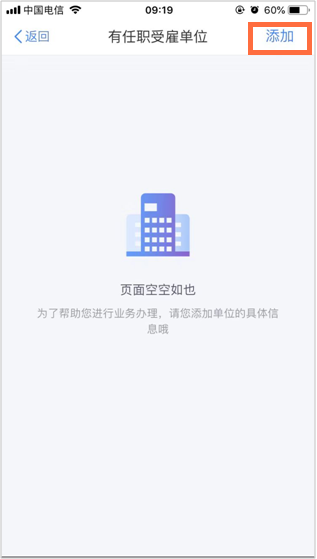 中国电信 09:19 60%
返回 有任职受雇单位 添加
页面空空如也
为了帮助您进行业务办理，请您添加单位的具体信
息哦